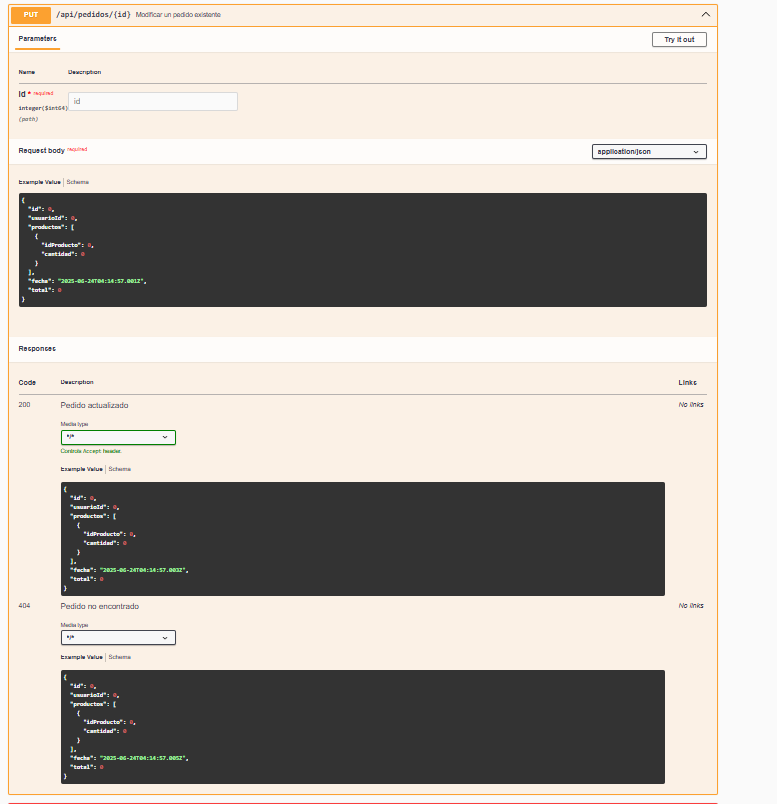 PUT /api/pedidos/{id} Modificar un pedido existente
Parameters
Try it out
Name Description
id * required
integer($int64)
(path)
id
Request body required
application/json
Example Value | Schema
{
"id": 0,
"usuarioId": 0,
"productos": [
{
"idProducto": 0,
"cantidad": 0
}
],
"fecha": "2025-06-24T04:14:57.001Z",
"total": 0
}
Responses
Code Description Links
200 Pedido actualizado No links
Media type
*/*
Controls Accept header.
Example Value | Schema
{
"id": 0,
"usuarioId": 0,
"productos": [
{
"idProducto": 0,
"cantidad": 0
}
],
"fecha": "2025-06-24T04:14:57.003Z",
"total": 0
}
404 Pedido no encontrado No links
Media type
*/*
Example Value | Schema
{
"id": 0,
"usuarioId": 0,
"productos": [
{
"idProducto": 0,
"cantidad": 0
}
],
"fecha": "2025-06-24T04:14:57.005Z",
"total": 0
}